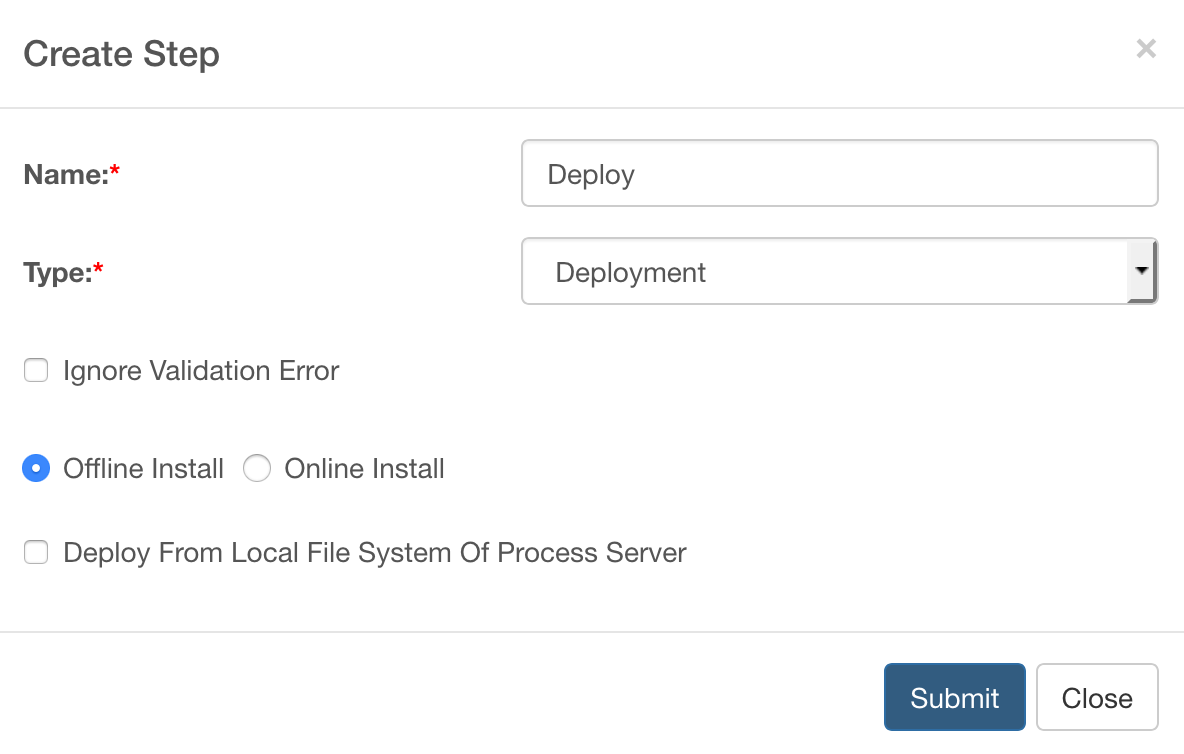 Create Step ×
Name:* Deploy
Type:* Deployment
Ignore Validation Error
Offline Install Online Install
Deploy From Local File System Of Process Server
Submit Close